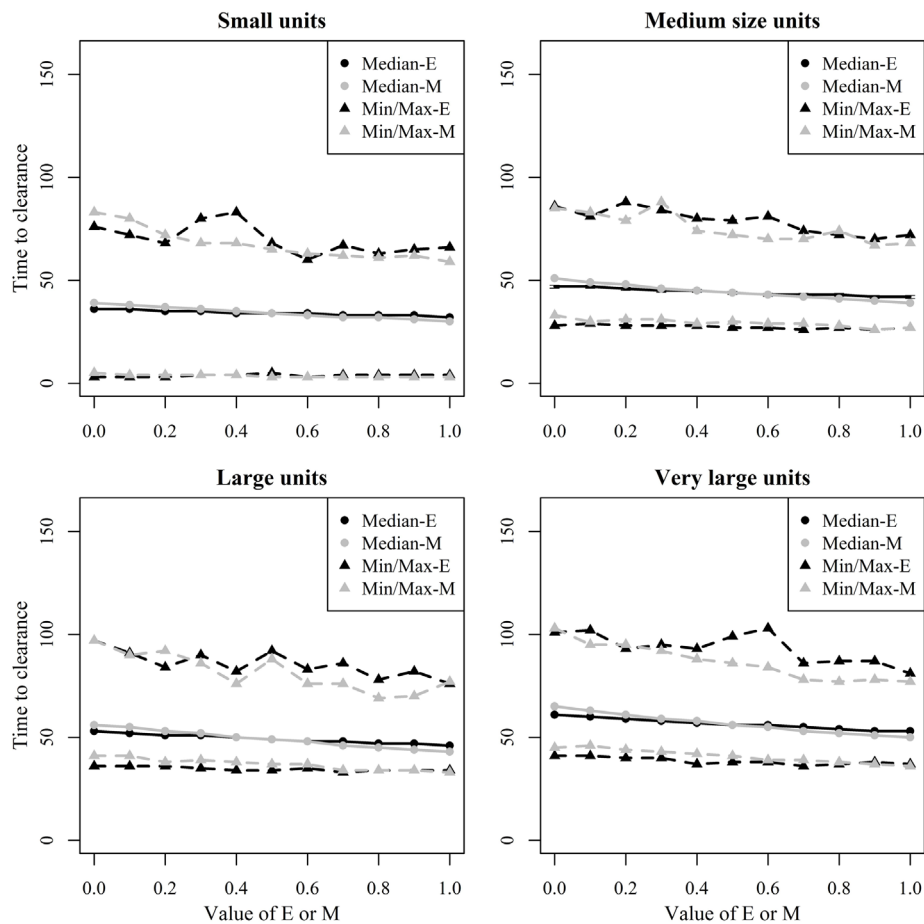 Small units
Median-E
Median-M
Min/Max-E
Min/Max-M
Time to clearance
150
100
50
0
0.0 0.2 0.4 0.6 0.8 1.0
Medium size units
Median-E
Median-M
Min/Max-E
Min/Max-M
150
100
50
0
0.0 0.2 0.4 0.6 0.8 1.0
Large units
Median-E
Median-M
Min/Max-E
Min/Max-M
Time to clearance
150
100
50
0
0.0 0.2 0.4 0.6 0.8 1.0
Value of E or M
Very large units
Median-E
Median-M
Min/Max-E
Min/Max-M
150
100
50
0
0.0 0.2 0.4 0.6 0.8 1.0
Value of E or M